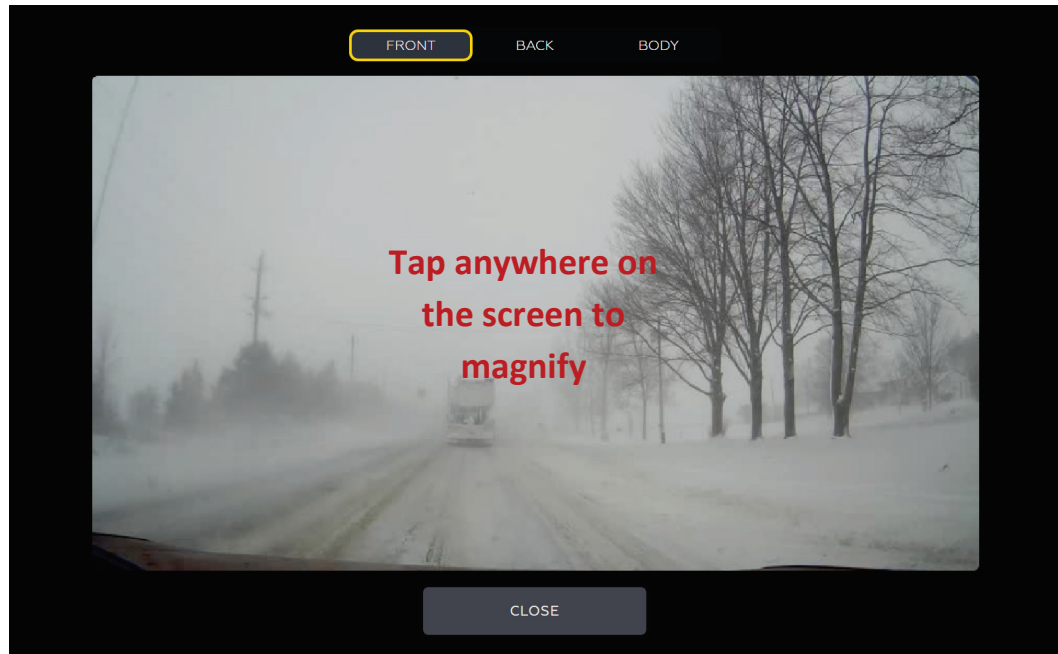 FRONT
BACK
BODY
Tap anywhere on
the screen to
magnify
CLOSE